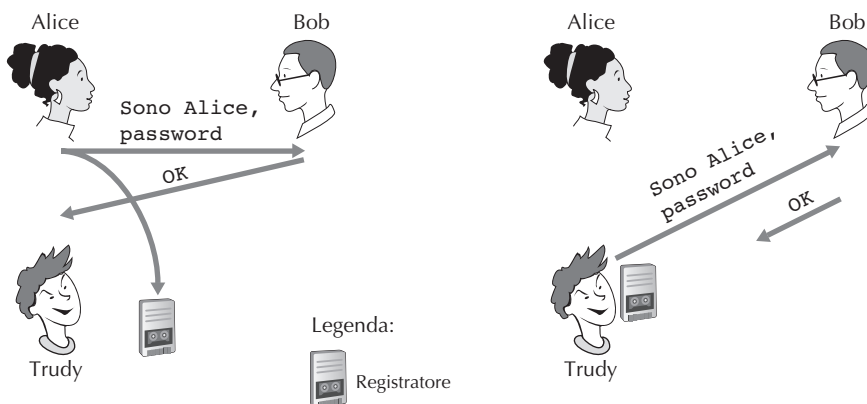 Alice
Bob
Sono Alice,
password
OK
Trudy
Legenda:
Registratore
Alice
Bob
Sono Alice,
password
OK
Trudy